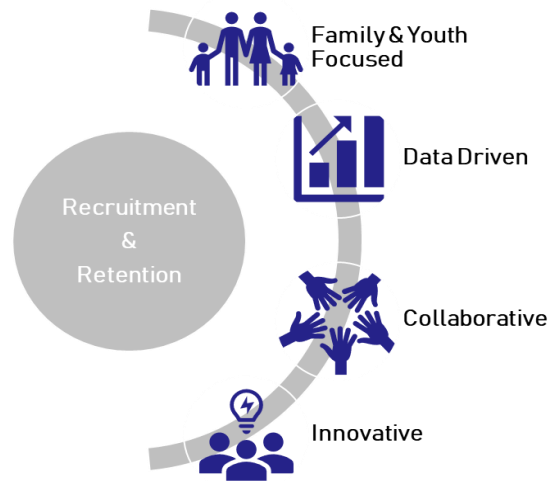 Family & Youth
Focused
Data Driven
Recruitment
&
Retention
Collaborative
Innovative